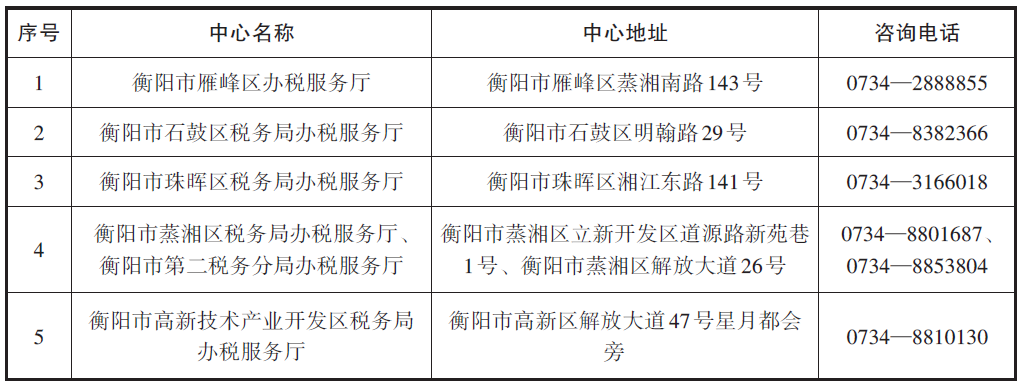 序号 中心名称 中心地址 咨询电话
1 衡阳市雁峰区办税服务厅 衡阳市雁峰区蒸湘南路143号 0734—2888855
2 衡阳市石鼓区税务局办税服务厅 衡阳市石鼓区明翰路29号 0734—8382366
3 衡阳市珠晖区税务局办税服务厅 衡阳市珠晖区湘江东路141号 0734—3166018
4 衡阳市蒸湘区税务局办税服务厅、 衡阳市蒸湘区立新开发区道源路新苑巷 0734—8801687、
衡阳市第二税务分局办税服务厅 1号、衡阳市蒸湘区解放大道26号 0734—8853804
5 衡阳市高新技术产业开发区税务局 衡阳市高新区解放大道47号星月都会 0734—8810130
办税服务厅 旁